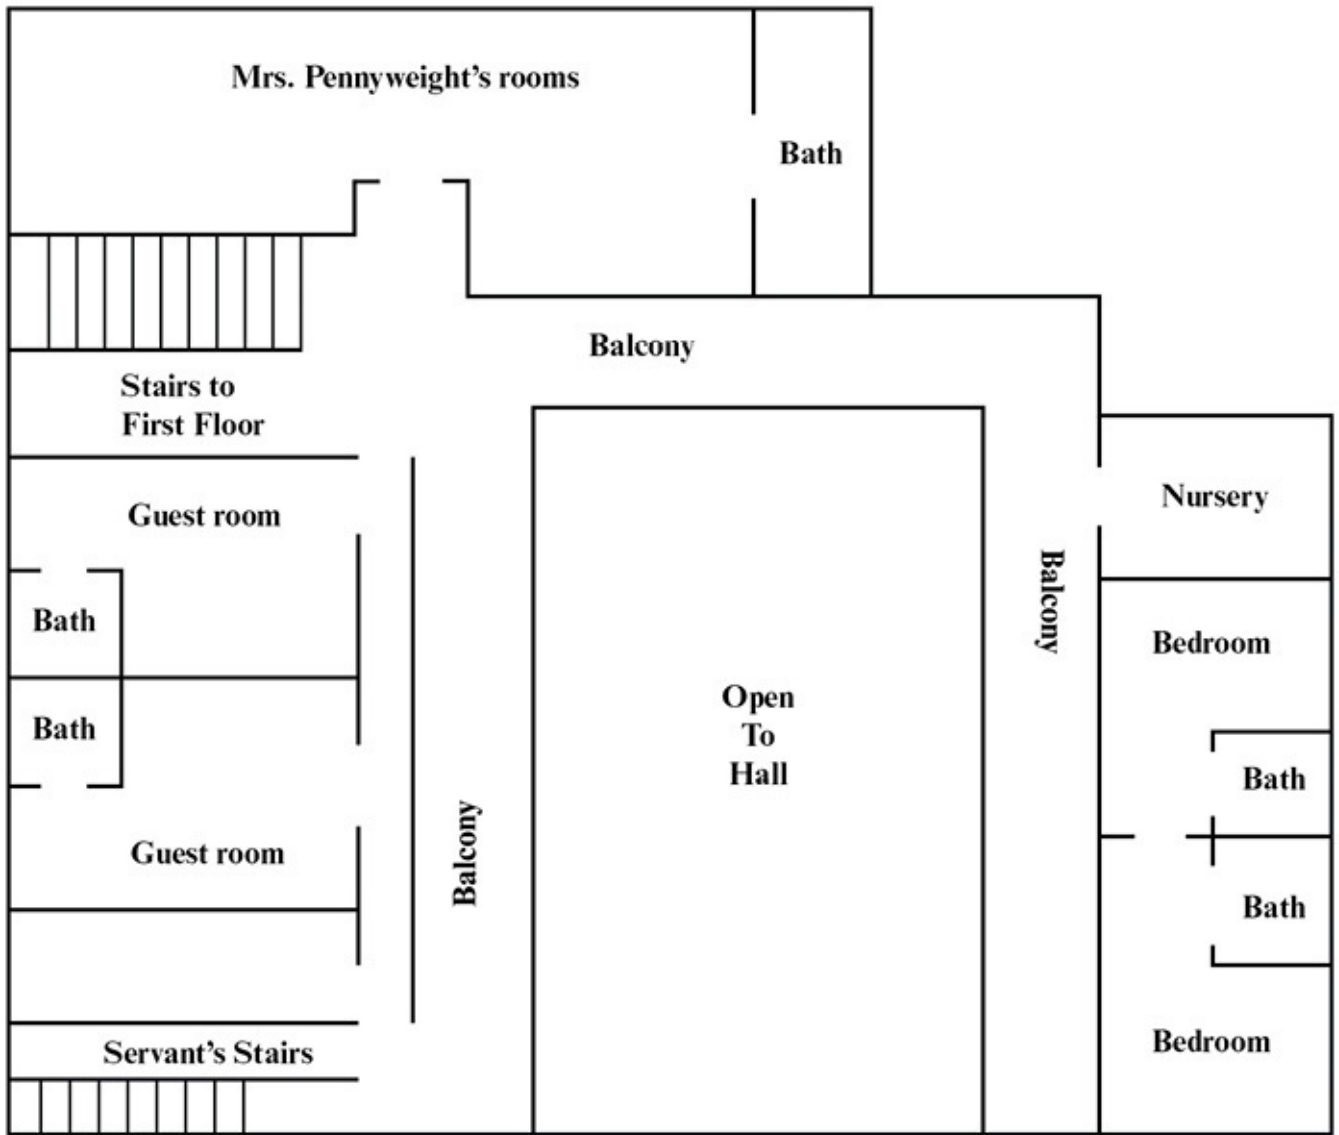 Mrs. Pennyweight's rooms
Bath
Balcony
Stairs to
First Floor
Guest room
Bath
Bath
Guest room
Servant's Stairs
Balcony
Open
To
Hall
Balcony
Nursery
Bedroom
Bath
Bath
Bedroom